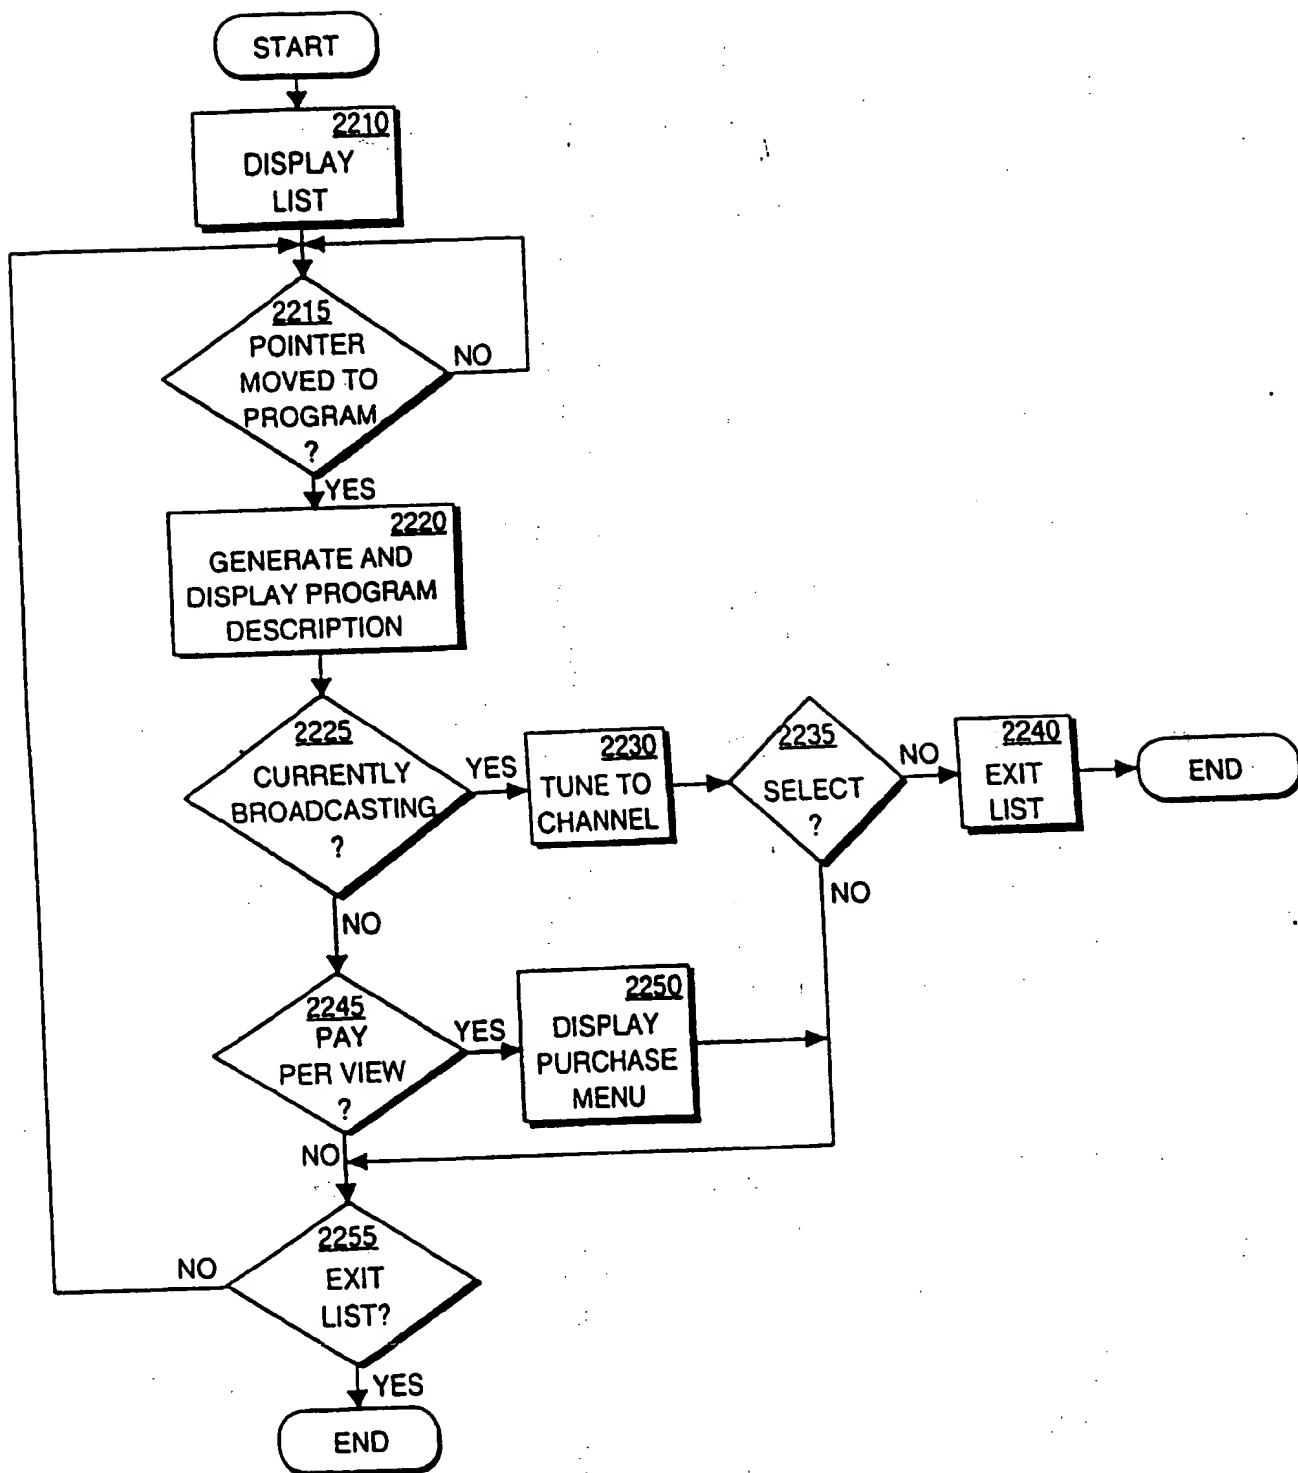 START
2210
DISPLAY
LIST
2215
POINTER
MOVED TO
PROGRAM
?
NO
YES
2220
GENERATE AND
DISPLAY PROGRAM
DESCRIPTION
2225
CURRENTLY
BROADCASTING
?
YES
2230
TUNE TO
CHANNEL
2235
SELECT
?
NO
2240
EXIT
LIST
END
NO
NO
2245
PAY
PER VIEW
?
YES
2250
DISPLAY
PURCHASE
MENU
NO
2255
EXIT
LIST?
NO
YES
END